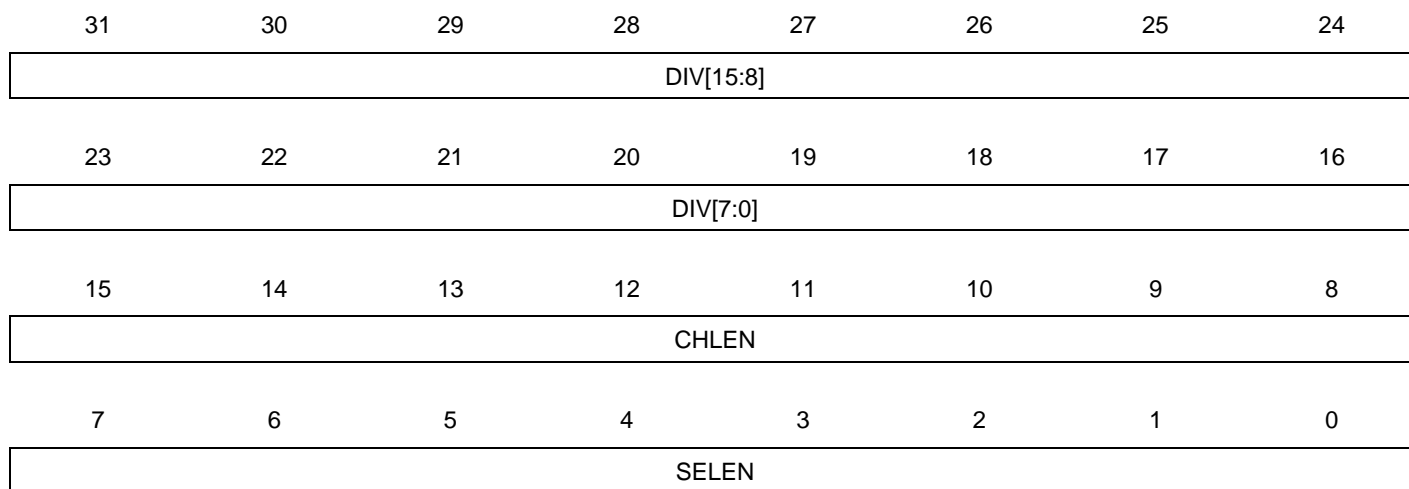 31 30 29 28 27 26 25 24
DIV[15:8]
23 22 21 20 19 18 17 16
DIV[7:0]
15 14 13 12 11 10 9 8
CHLEN
7 6 5 4 3 2 1 0
SELEN